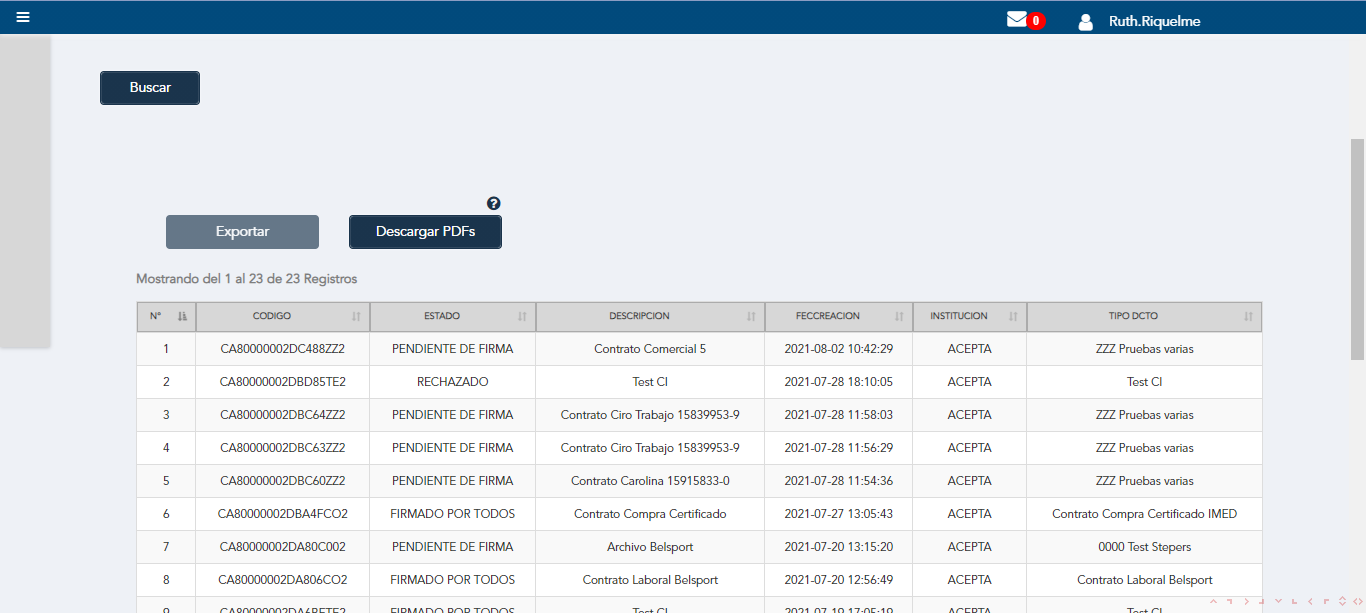 0 Ruth.Riquelme
Buscar
?
Exportar Descargar PDFs
Mostrando del 1 al 23 de 23 Registros
N° CODIGO ESTADO DESCRIPCION FECCREACION INSTITUCION TIPO DCTO
1 CA80000002DC488ZZ2 PENDIENTE DE FIRMA Contrato Comercial 5 2021-08-02 10:42:29 ACEPTA ZZZ Pruebas varias
2 CA80000002DBD85TE2 RECHAZADO Test CI 2021-07-28 18:10:05 ACEPTA Test CI
3 CA80000002DBC64ZZ2 PENDIENTE DE FIRMA Contrato Ciro Trabajo 15839953-9 2021-07-28 11:58:03 ACEPTA ZZZ Pruebas varias
4 CA80000002DBC63ZZ2 PENDIENTE DE FIRMA Contrato Ciro Trabajo 15839953-9 2021-07-28 11:56:29 ACEPTA ZZZ Pruebas varias
5 CA80000002DBC60ZZ2 PENDIENTE DE FIRMA Contrato Carolina 15915833-0 2021-07-28 11:54:36 ACEPTA ZZZ Pruebas varias
6 CA80000002DBA4FCO2 FIRMADO POR TODOS Contrato Compra Certificado 2021-07-27 13:05:43 ACEPTA Contrato Compra Certificado IMED
7 CA80000002DA80C002 PENDIENTE DE FIRMA Archivo Belsport 2021-07-20 13:15:20 ACEPTA 0000 Test Stepers
8 CA80000002DA806CO2 FIRMADO POR TODOS Contrato Laboral Belsport 2021-07-20 12:56:49 ACEPTA Contrato Laboral Belsport
9 FIRMADO POR TODOS Test CI 2021-07-19 17:05:19 ACEPTA Test CI